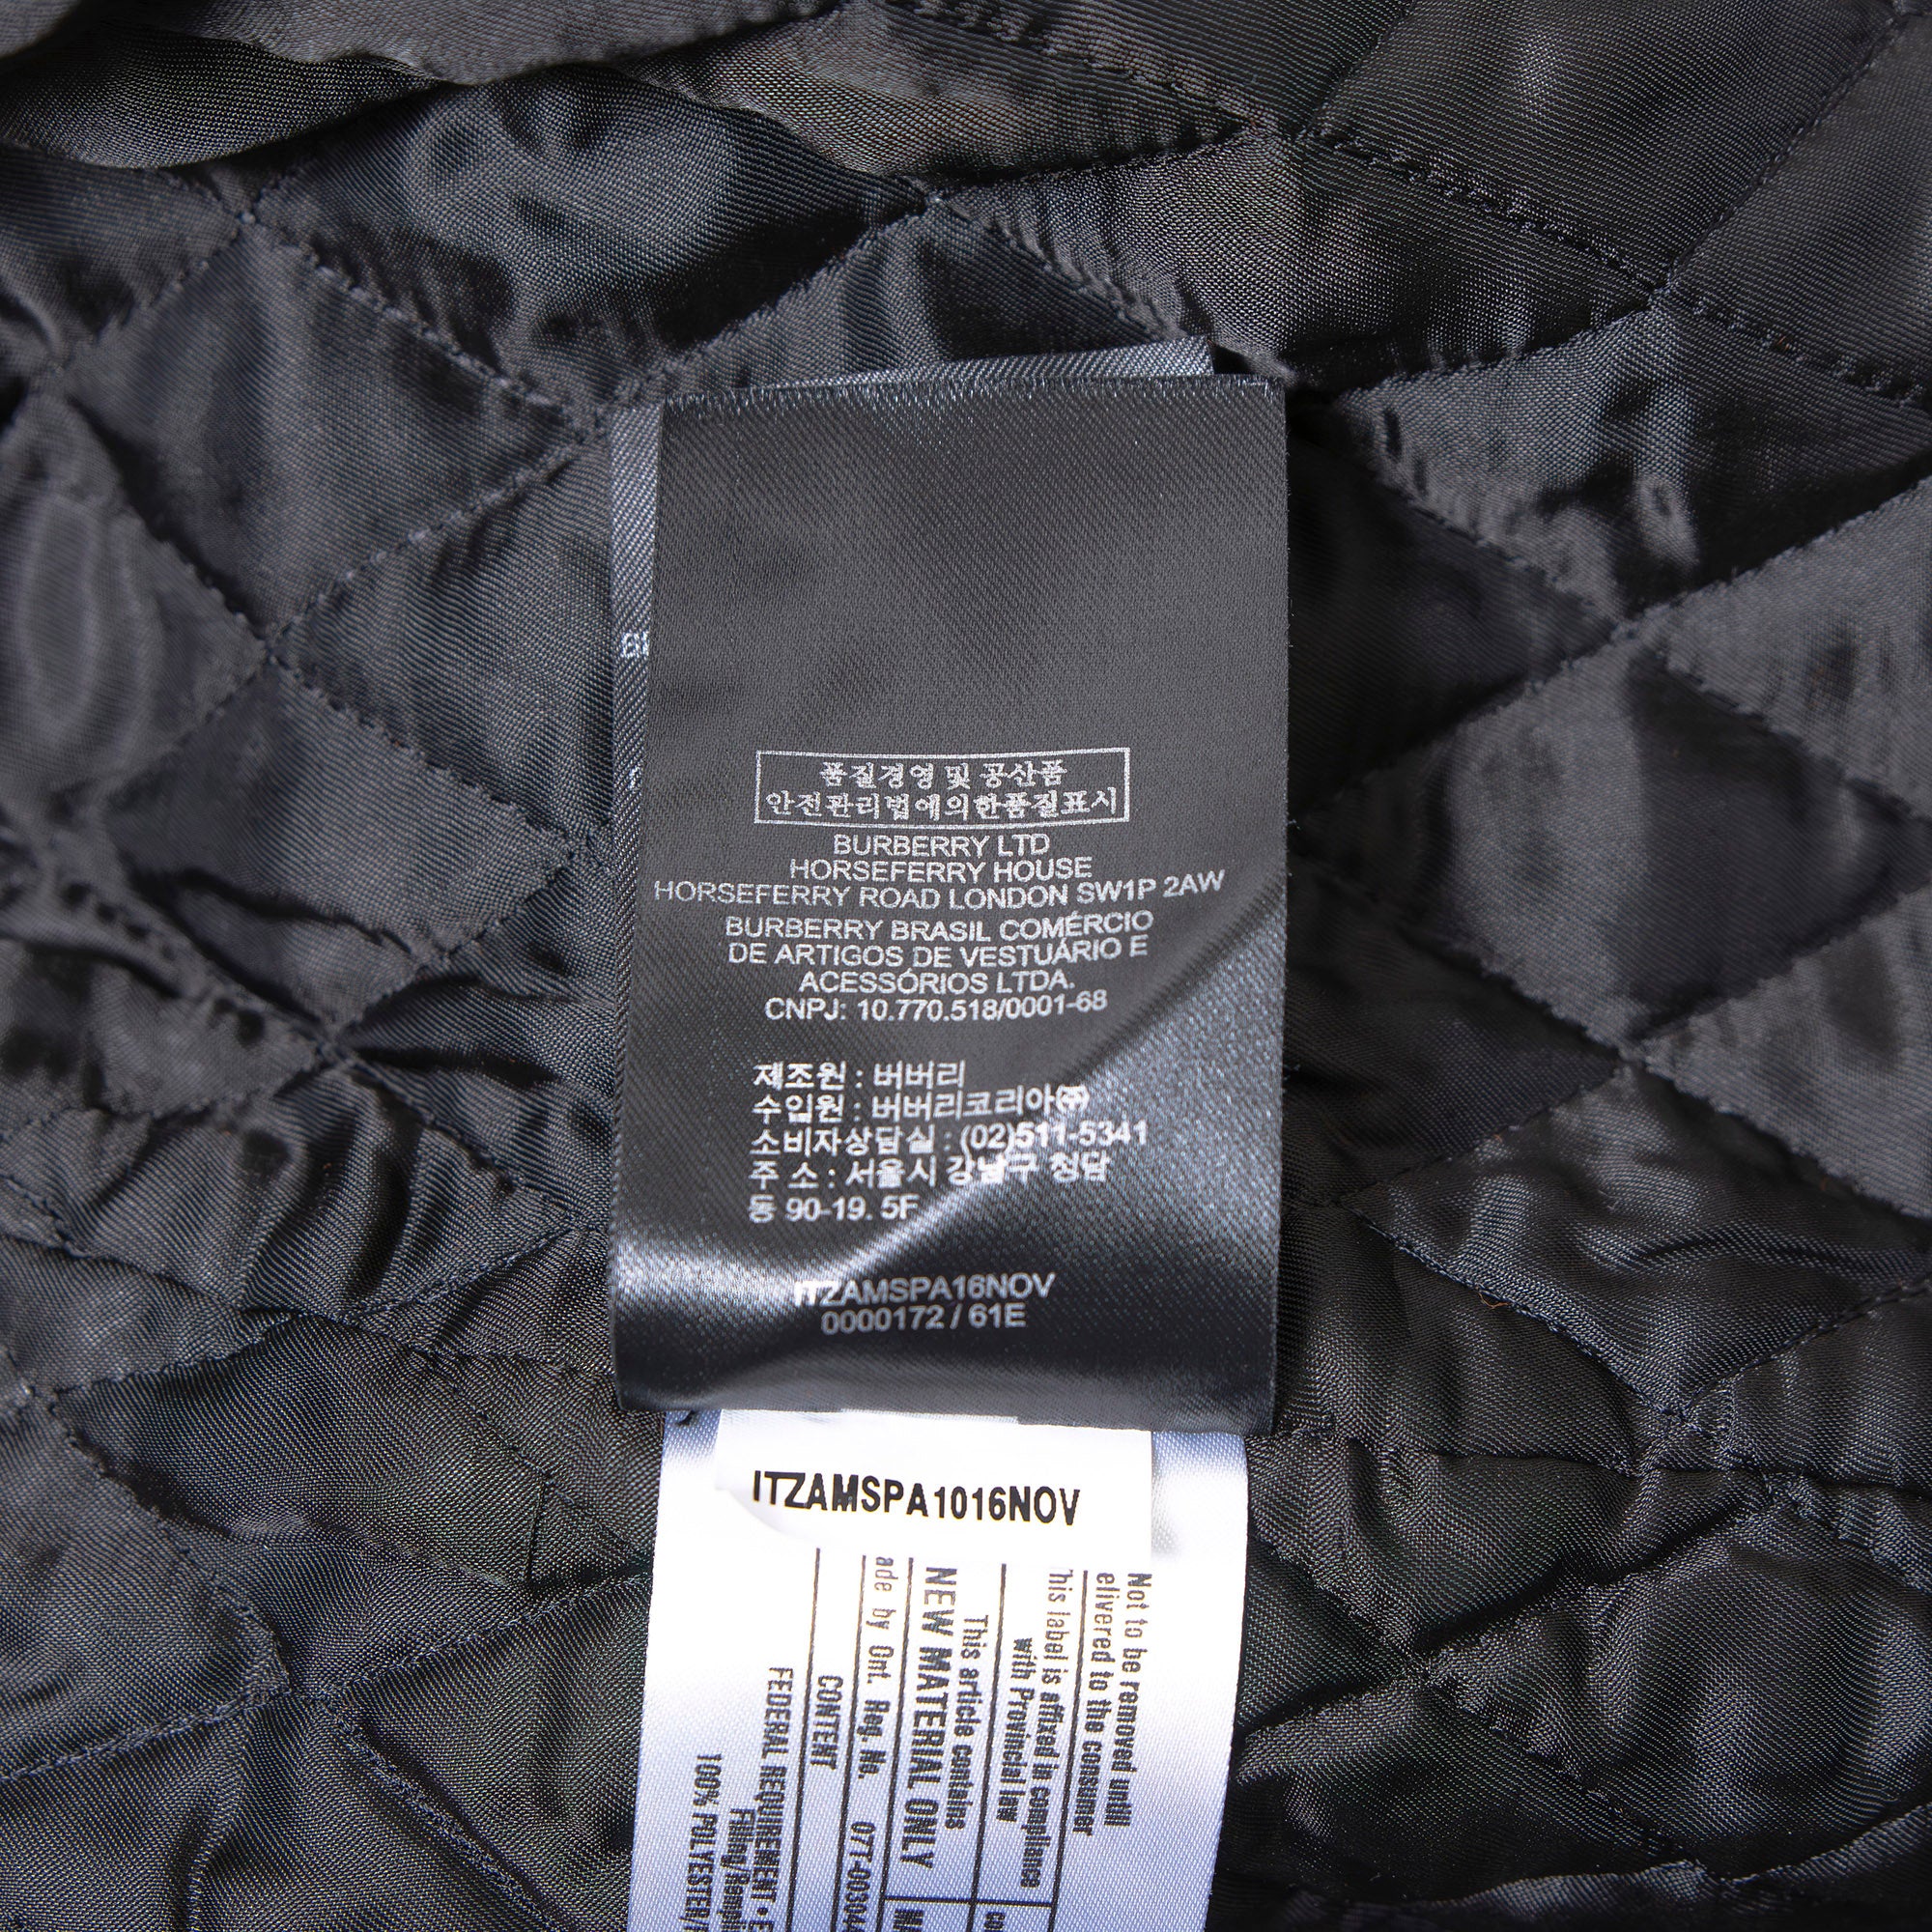 품질경영 및 공산품
안전관리법에의한품질표시
BURBERRY LTD
HORSEFERRY HOUSE
HORSEFERRY ROAD LONDON SW1P 2AW
BURBERRY BRASIL COMÉRCIO
DE ARTIGOS DE VESTUÁRIO E
ACESSÓRIOS LTDA.
CNPJ: 10.770.518/0001-68
제조원 : 버버리
수입원 : 버버리코리아㈜
소비자상담실 : (02)511-5341
주 소 : 서울시 강남구 청담
동 90-19. 5F
ITZAMSPA16NOV
0000172 / 61E
ITZAMSPA1016NOV
Not to be removed until
elivered to the consumer
This label is affixed in compliance
with Provincial law
This article contains
NEW MATERIAL ONLY
ade by Ont. Reg. No. 07T-00304
CONTENT
FEDERAL REQUIREMENT
100% POLYESTER